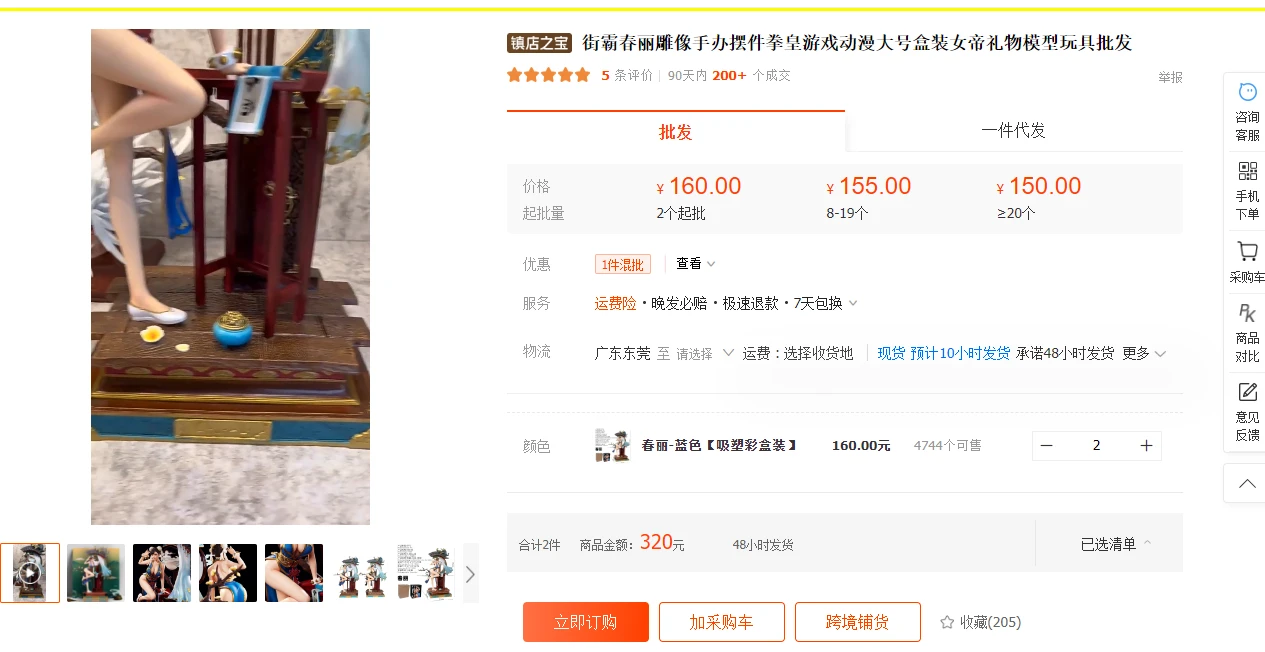 镇店之宝 街霸春丽雕像手办摆件拳皇游戏动漫大号盒装女帝礼物模型玩具批发
5 条评价 90天内 200+ 个成交
举报
批发 一件代发
价格 ¥ 160.00 ¥ 155.00 ¥ 150.00
起批量 2个起批 8-19个 ≥20个
优惠 1件混批 查看
服务 运费险·晚发必赔·极速退款·7天包换
物流 广东东莞 至 请选择 运费：选择收货地 现货 预计10小时发货 承诺48小时发货 更多
颜色 春丽-蓝色【吸塑彩盒装】 160.00元 4744个可售 2
合计2件 商品金额：320元 48小时发货 已选清单
立即订购 加采购车 跨境铺货 收藏(205)
咨询
客服
手机
下单
采购车
商品
对比
意见
反馈